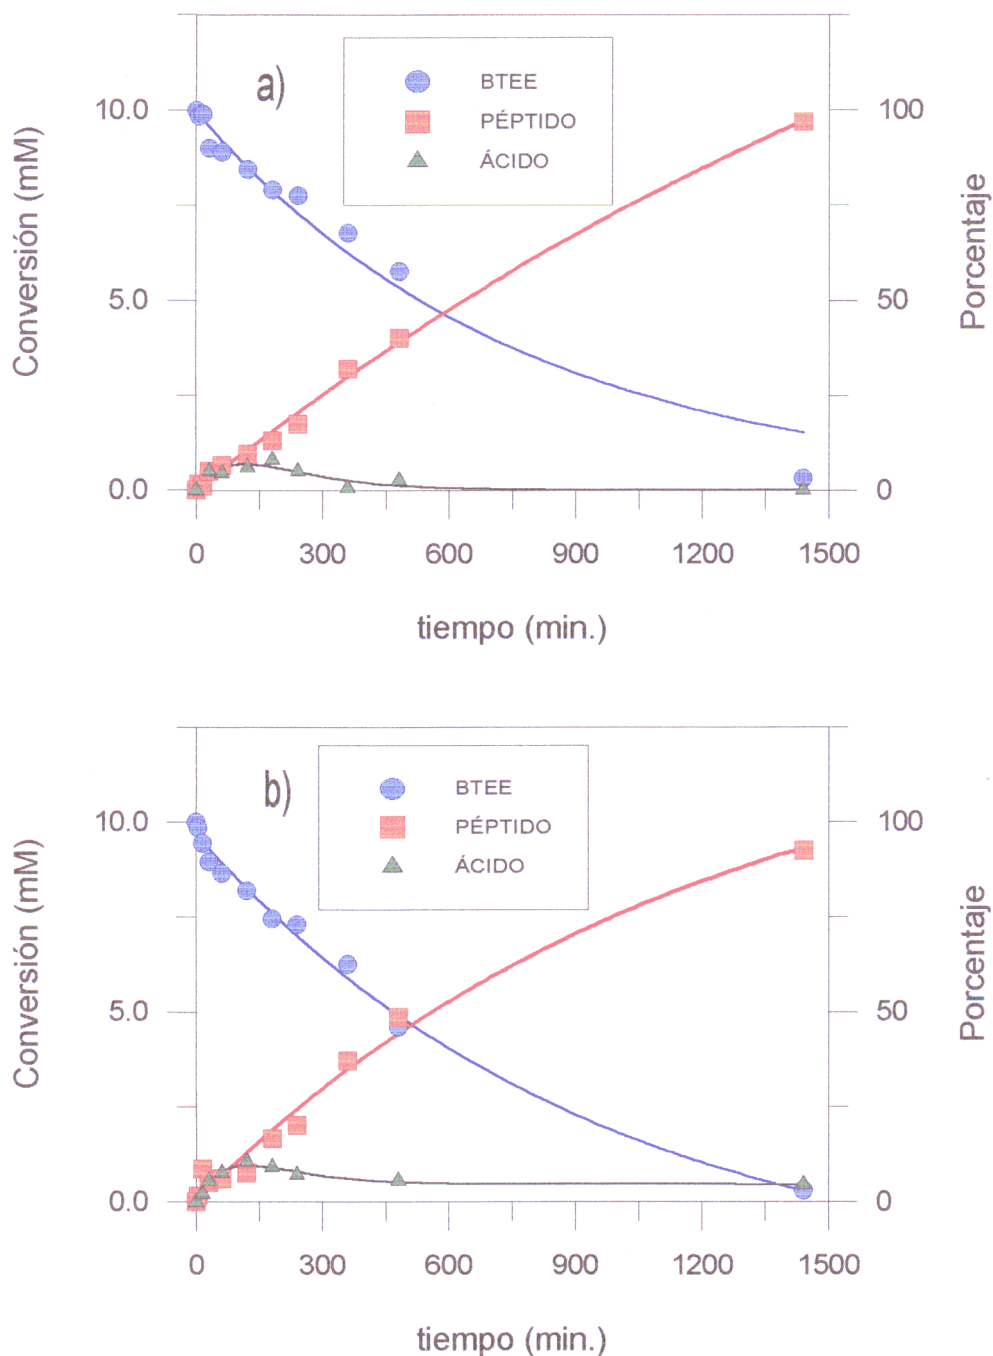 a)
BTEE
PÉPTIDO
ÁCIDO
Conversión (mM)
10.0
5.0
0.0
Porcentaje
100
50
0
0 300 600 900 1200 1500
tiempo (min.)
b)
BTEE
PÉPTIDO
ÁCIDO
Conversión (mM)
10.0
5.0
0.0
Porcentaje
100
50
0
0 300 600 900 1200 1500
tiempo (min.)